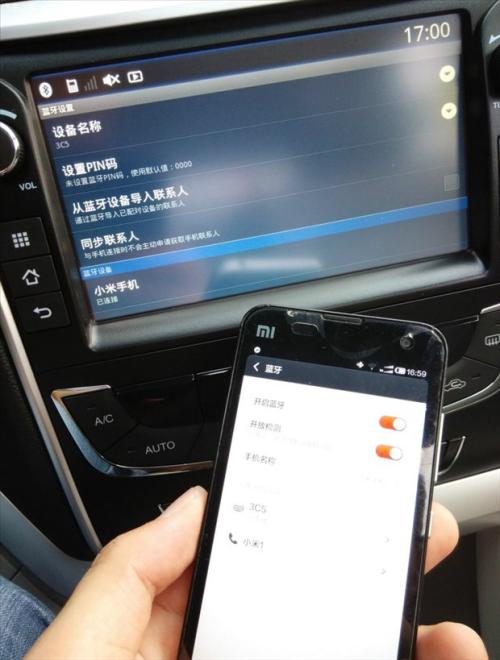 17:00
蓝牙设置
设备名称
3C5
设置PIN码
未设置蓝牙PIN码，使用默认值：0000
从蓝牙设备导入联系人
通过蓝牙导入已配对设备的联系人
同步联系人
与手机连接时不会主动申请获取手机联系人
蓝牙设备
小米手机
已连接
VOL
A/C
AUTO
mi
16:59
蓝牙
开启蓝牙
开放检测
手机名称
3C5
小米1